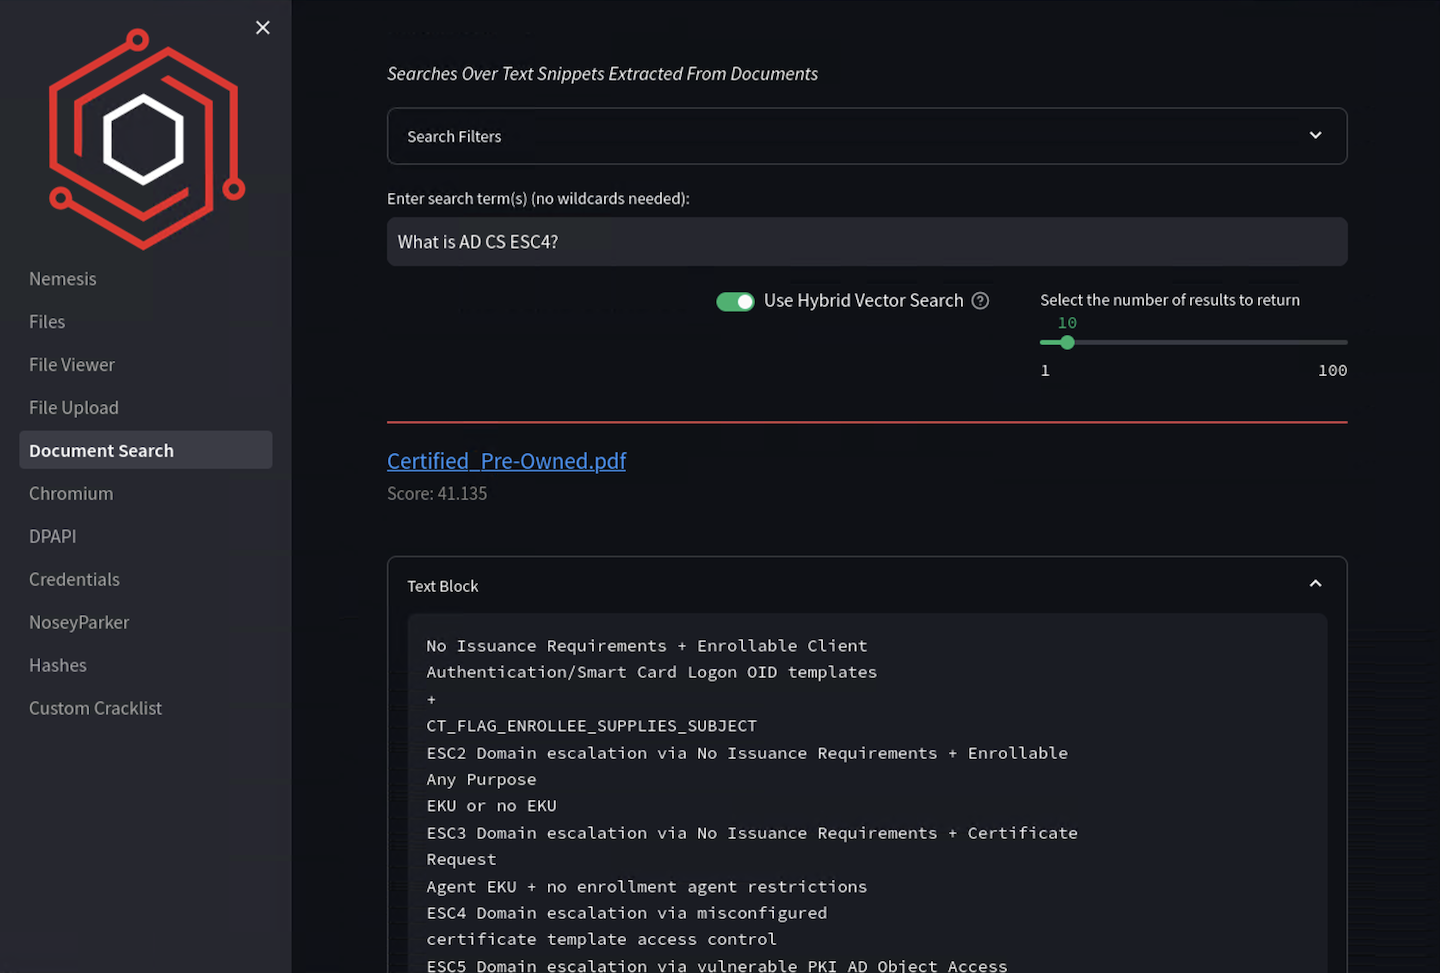 Nemesis
Files
File Viewer
File Upload
Document Search
Chromium
DPAPI
Credentials
NoseyParker
Hashes
Custom Cracklist
Searches Over Text Snippets Extracted From Documents
Search Filters
Enter search term(s) (no wildcards needed):
What is AD CS ESC4?
Use Hybrid Vector Search
Select the number of results to return
10
1 100
Certified_Pre-Owned.pdf
Score: 41.135
Text Block
No Issuance Requirements + Enrollable Client
Authentication/Smart Card Logon OID templates
+
CT_FLAG_ENROLLEE_SUPPLIES_SUBJECT
ESC2 Domain escalation via No Issuance Requirements + Enrollable
Any Purpose
EKU or no EKU
ESC3 Domain escalation via No Issuance Requirements + Certificate
Request
Agent EKU + no enrollment agent restrictions
ESC4 Domain escalation via misconfigured
certificate template access control
ESC5 Domain escalation via vulnerable PKI AD Object Access